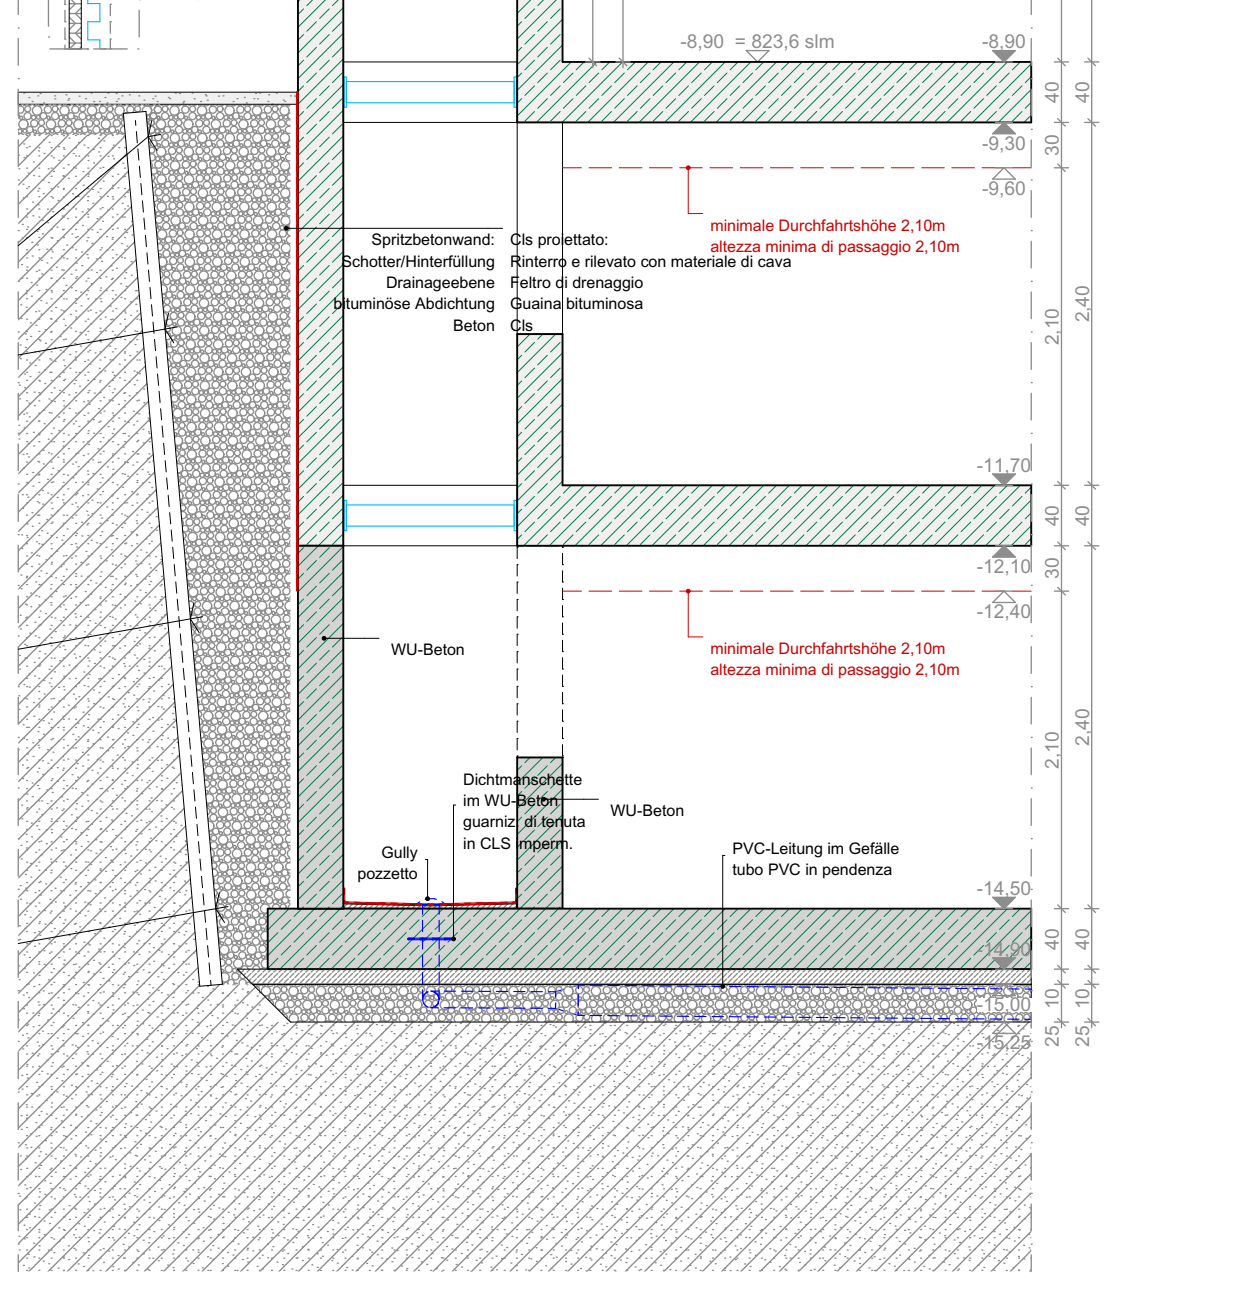 -8,90  = 823,6 slm
-8,90
40
40
-9,30
30
-9,60
minimale Durchfahrtshöhe 2,10m
altezza minima di passaggio 2,10m
Spritzbetonwand: Cls proiettato:
Schotter/Hinterfüllung Rinterro e rilevato con materiale di cava
Drainageebene Feltro di drenaggio
bituminöse Abdichtung Guaina bituminosa
Beton Cls
2,10
2,40
-11,70
40
40
-12,10
30
-12,40
WU-Beton
minimale Durchfahrtshöhe 2,10m
altezza minima di passaggio 2,10m
2,10
2,40
Dichtmanschette
im WU-Beton
guarniz. di tenuta
in CLS imperm.
WU-Beton
Gully
pozzetto
PVC-Leitung im Gefälle
tubo PVC in pendenza
-14,50
40
40
-14,90
10
10
-15,00
25
25
-15,25